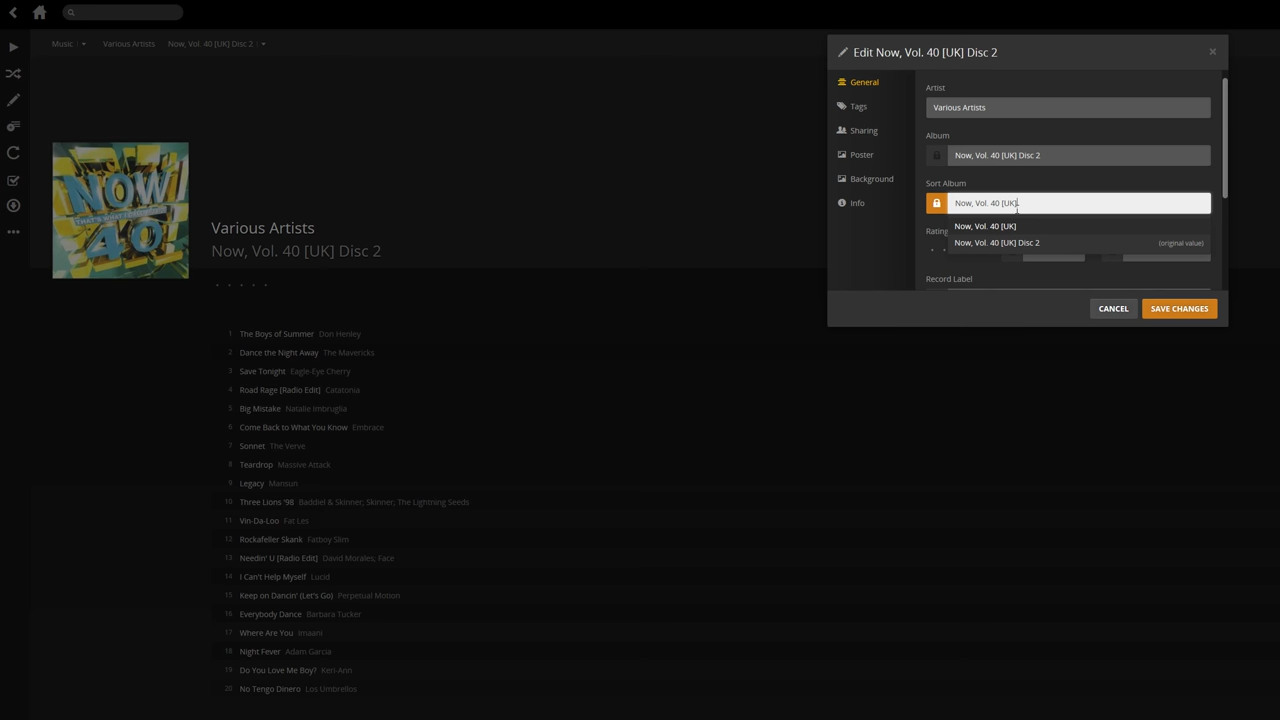 Music
Various Artists
Now, Vol. 40 [UK] Disc 2
NOW
THAT'S WHAT I CALL MUSIC!
40
Various Artists
Now, Vol. 40 [UK] Disc 2
1 The Boys of Summer Don Henley
2 Dance the Night Away The Mavericks
3 Save Tonight Eagle-Eye Cherry
4 Road Rage [Radio Edit] Catatonia
5 Big Mistake Natalie Imbruglia
6 Come Back to What You Know Embrace
7 Sonnet The Verve
8 Teardrop Massive Attack
9 Legacy Mansun
10 Three Lions '98 Baddiel & Skinner; Skinner, The Lightning Seeds
11 Vin-Da-Loo Fat Les
12 Rockafeller Skank Fatboy Slim
13 Needin' U [Radio Edit] David Morales; Face
14 I Can't Help Myself Lucid
15 Keep on Dancin' (Let's Go) Perpetual Motion
16 Everybody Dance Barbara Tucker
17 Where Are You Imaani
18 Night Fever Adam Garcia
19 Do You Love Me Boy? Keri-Ann
20 No Tengo Dinero Los Umbrellos
Edit Now, Vol. 40 [UK] Disc 2
General
Tags
Sharing
Poster
Background
Info
Artist
Various Artists
Album
Now, Vol. 40 [UK] Disc 2
Sort Album
Now, Vol. 40 [UK]
Now, Vol. 40 [UK]
Now, Vol. 40 [UK] Disc 2 (original value)
Rating
Record Label
CANCEL
SAVE CHANGES